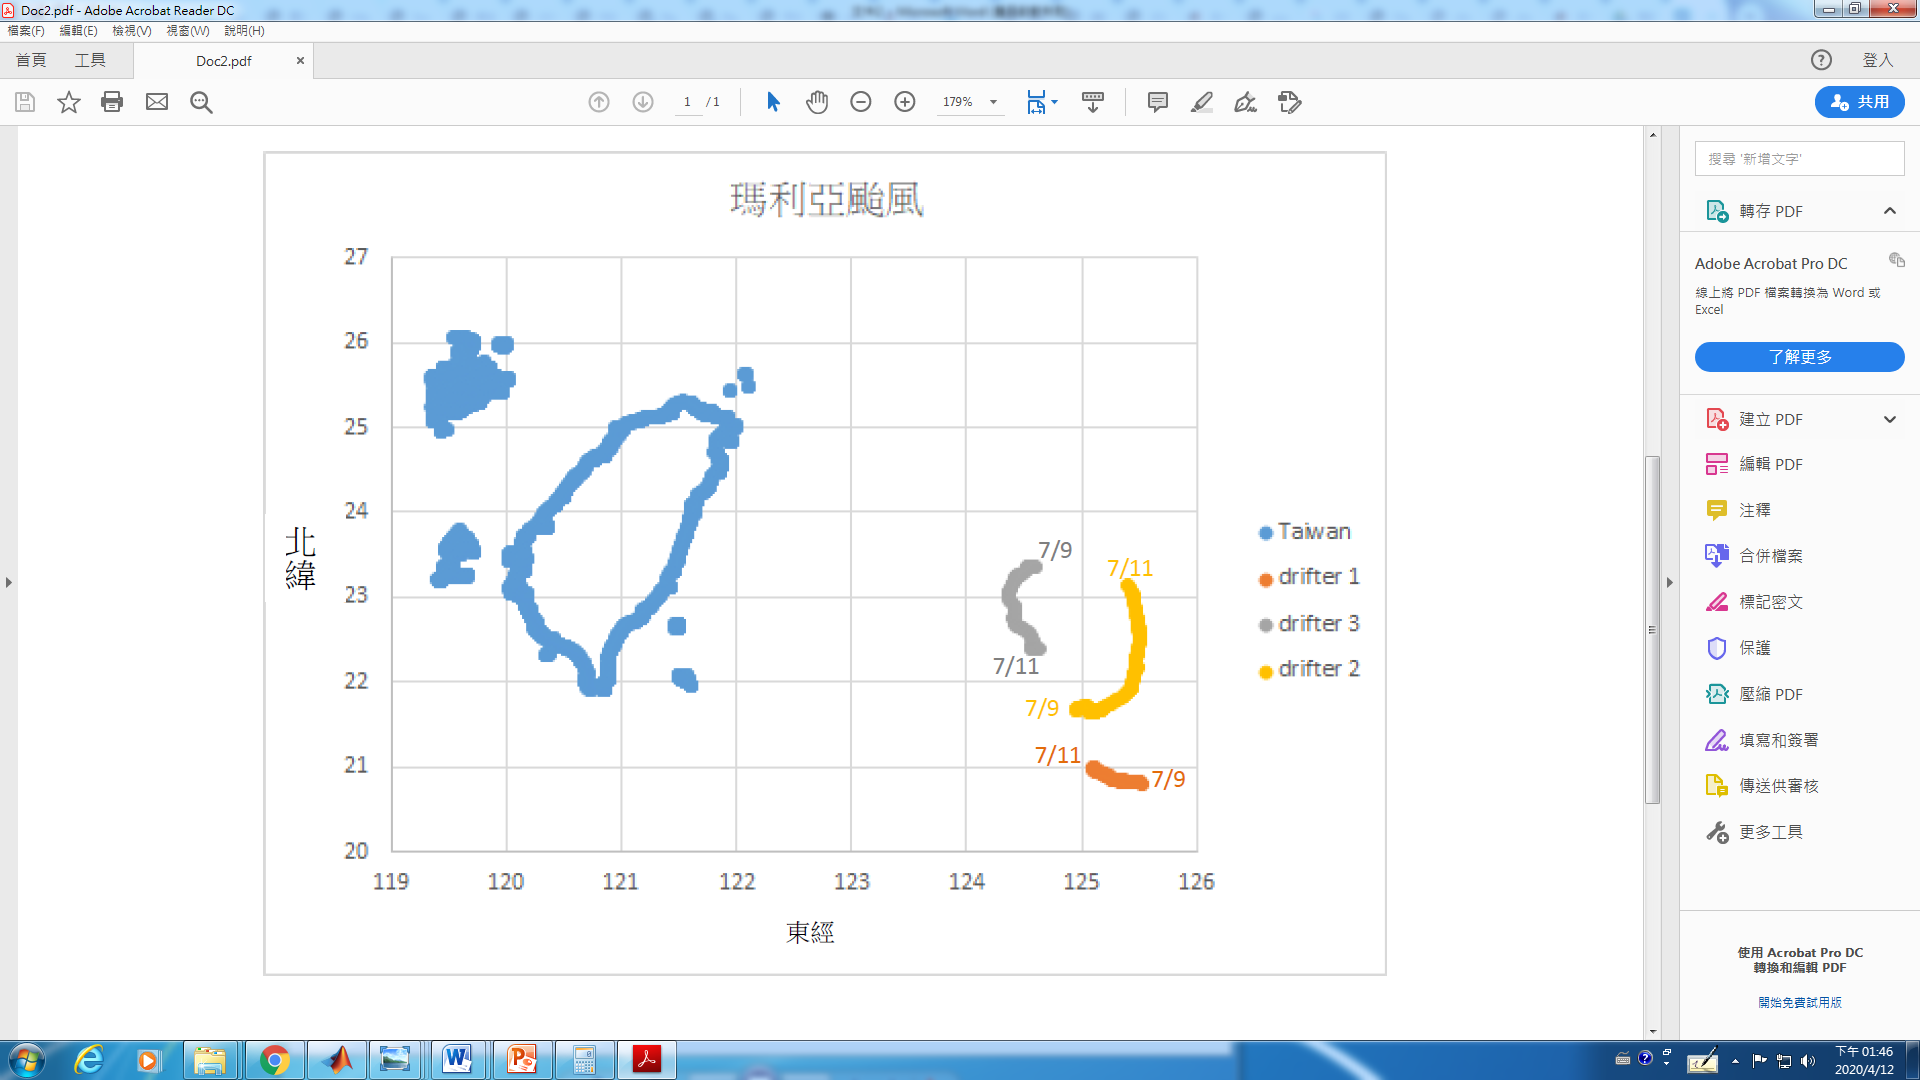 Doc2.pdf - Adobe Acrobat Reader DC
檔案(F) 編輯(E) 檢視(V) 視窗(W) 說明(H)
首頁 工具 Doc2.pdf × 登入
1 / 1 179% 共用
瑪利亞颱風
27
26
25
24
23
22
21
20
北緯
119 120 121 122 123 124 125 126
東經
7/9
7/11
7/11
7/9
7/11
7/9
Taiwan
drifter 1
drifter 3
drifter 2
搜尋 '新增文字'
轉存 PDF
Adobe Acrobat Pro DC
線上將 PDF 檔案轉換為 Word 或
Excel
了解更多
建立 PDF
編輯 PDF
注釋
合併檔案
標記密文
保護
壓縮 PDF
填寫和簽署
傳送供審核
更多工具
使用 Acrobat Pro DC
轉換和編輯 PDF
開始免費試用版
下午 01:46
2020/4/12